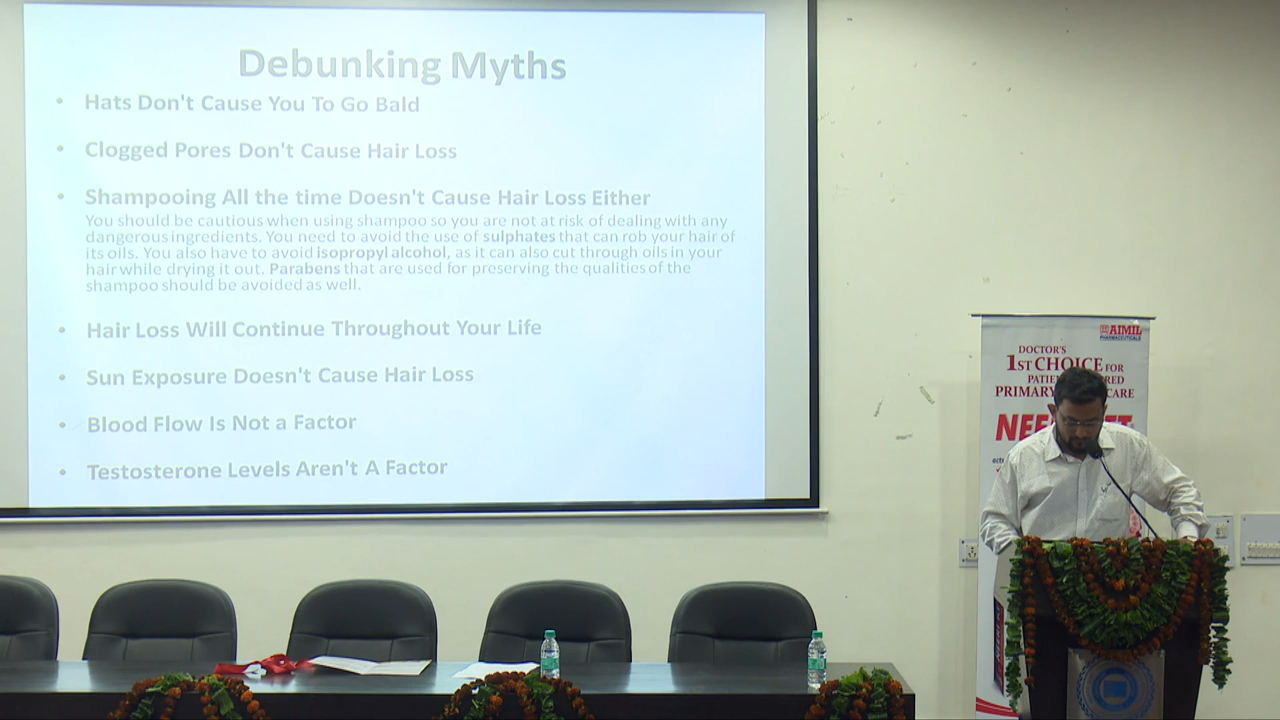 Debunking Myths
• Hats Don't Cause You To Go Bald
• Clogged Pores Don't Cause Hair Loss
• Shampooing All the time Doesn't Cause Hair Loss Either
You should be cautious when using shampoo so you are not at risk of dealing with any
dangerous ingredients. You need to avoid the use of sulphates that can rob your hair of
its oils. You also have to avoid isopropyl alcohol, as it can also cut through oils in your
hair while drying it out. Parabens that are used for preserving the qualities of the
shampoo should be avoided as well.
• Hair Loss Will Continue Throughout Your Life
• Sun Exposure Doesn't Cause Hair Loss
• Blood Flow Is Not a Factor
• Testosterone Levels Aren't A Factor
AIMIL
PHARMACEUTICALS
DOCTOR'S
1ST CHOICE FOR
PRIMARY CARE